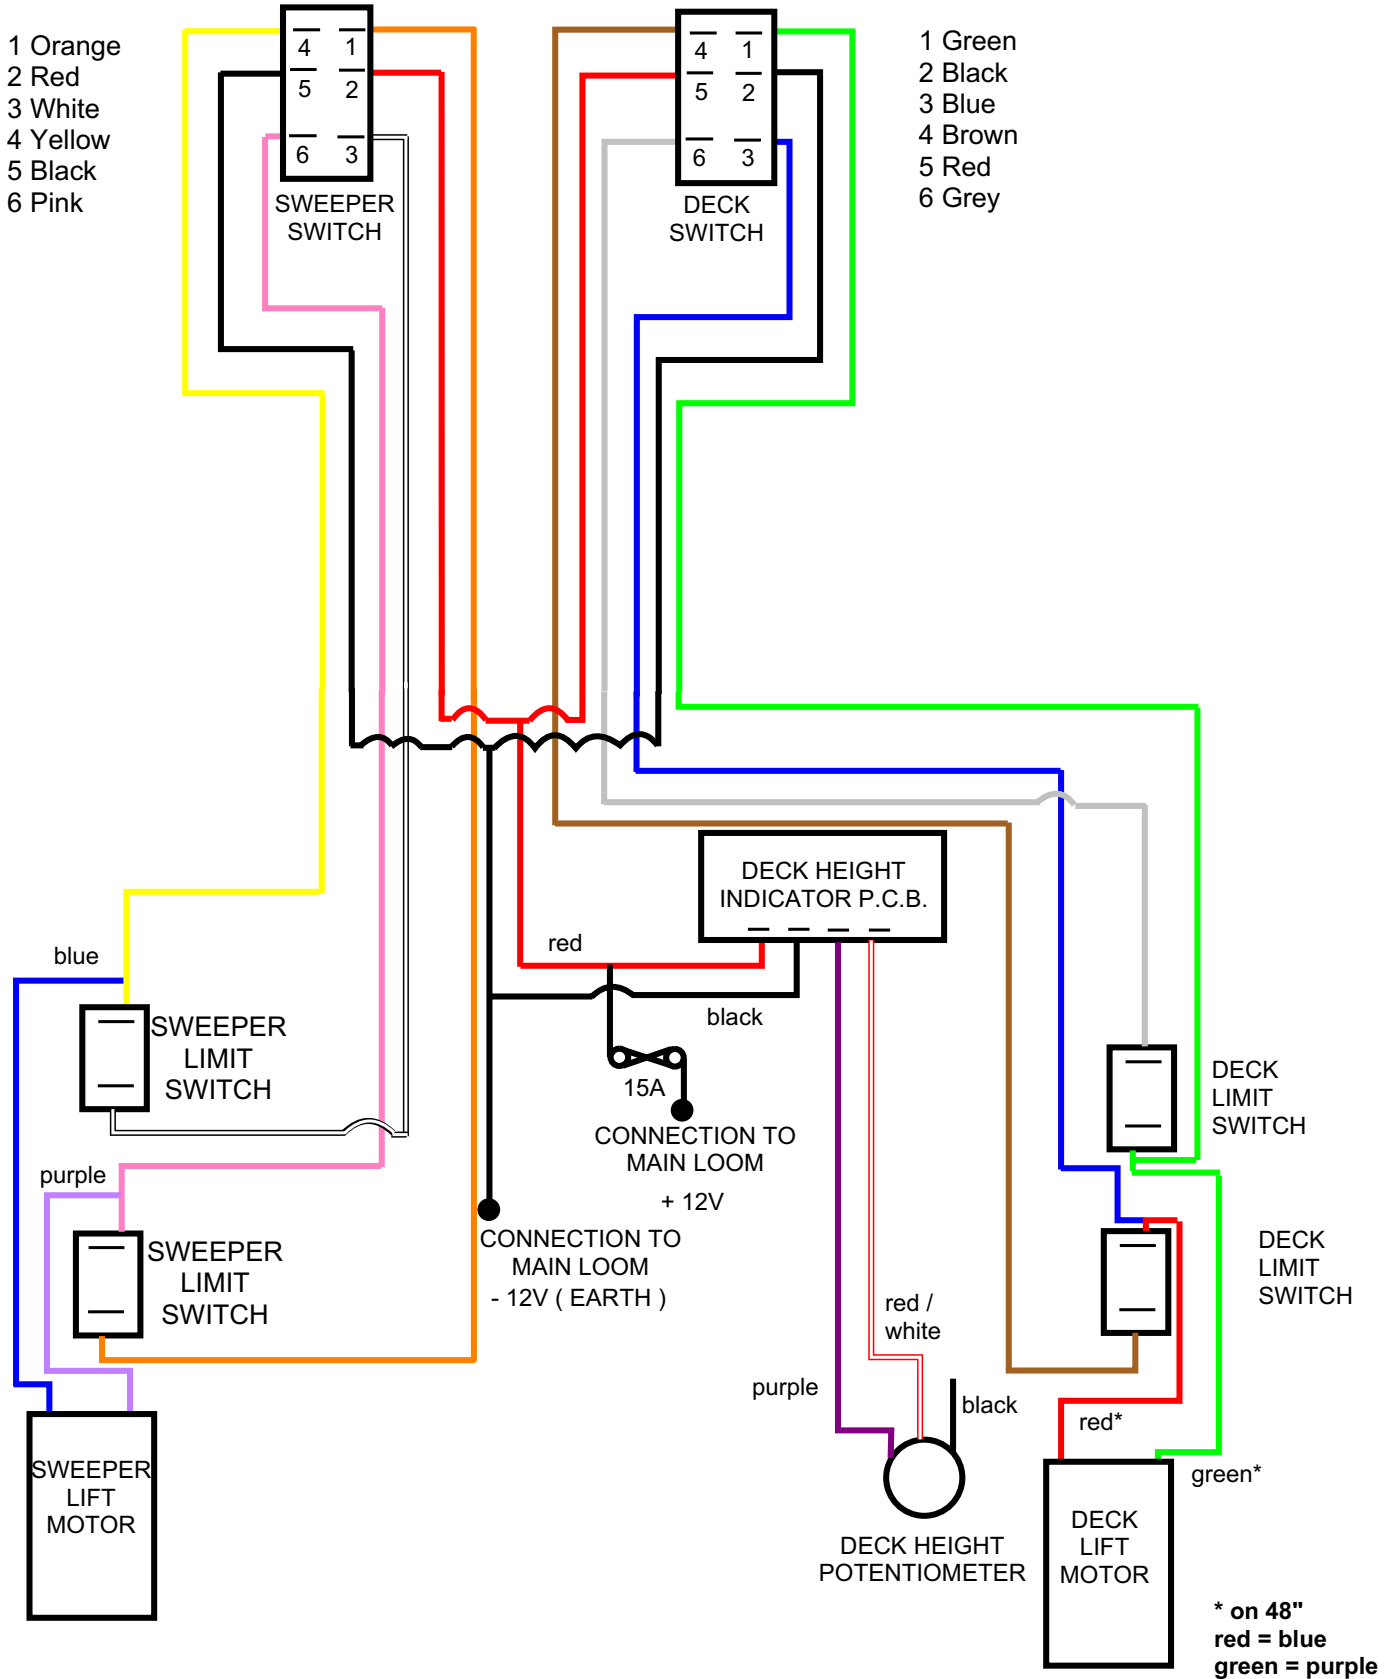 1 Orange
2 Red
3 White
4 Yellow
5 Black
6 Pink
4 1
5 2
6 3
SWEEPER
SWITCH
4 1
5 2
6 3
DECK
SWITCH
1 Green
2 Black
3 Blue
4 Brown
5 Red
6 Grey
DECK HEIGHT
INDICATOR P.C.B.
red
black
15A
CONNECTION TO
MAIN LOOM
+ 12V
CONNECTION TO
MAIN LOOM
- 12V ( EARTH )
blue
SWEEPER
LIMIT
SWITCH
purple
SWEEPER
LIMIT
SWITCH
SWEEPER
LIFT
MOTOR
DECK
LIMIT
SWITCH
DECK
LIMIT
SWITCH
red /
white
purple
black
DECK HEIGHT
POTENTIOMETER
red*
green*
DECK
LIFT
MOTOR
* on 48"
red = blue
green = purple